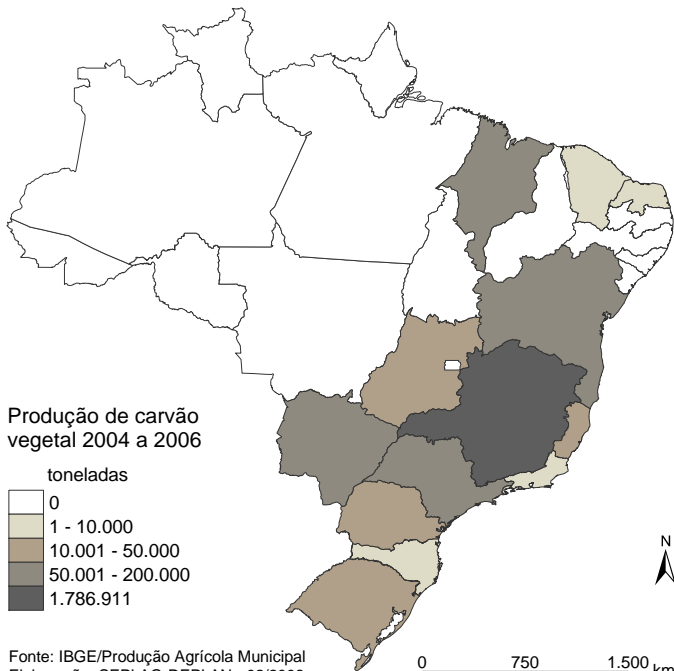 Produção de carvão
vegetal 2004 a 2006
toneladas
0
1 - 10.000
10.001 - 50.000
50.001 - 200.000
1.786.911
N
Fonte: IBGE/Produção Agrícola Municipal
0 750 1.500 km